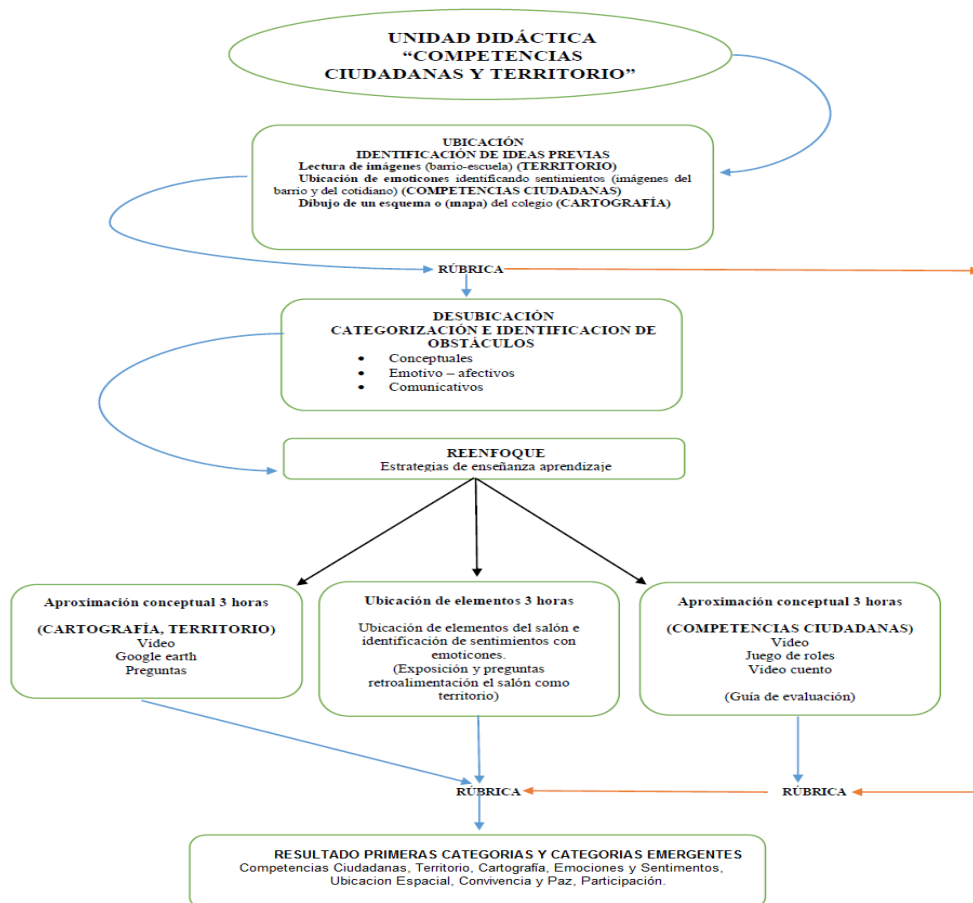 UNIDAD DIDÁCTICA
“COMPETENCIAS
CIUDADANAS Y TERRITORIO”
UBICACIÓN
IDENTIFICACIÓN DE IDEAS PREVIAS
Lectura de imágenes (barrio-escuela) (TERRITORIO)
Ubicación de emoticones identificando sentimientos (imágenes del
barrio y del cotidiano) (COMPETENCIAS CIUDADANAS)
Dibujo de un esquema o (mapa) del colegio (CARTOGRAFÍA)
RÚBRICA
DESUBICACIÓN
CATEGORIZACIÓN E IDENTIFICACION DE
OBSTÁCULOS
• Conceptuales
• Emotivo – afectivos
• Comunicativos
REENFOQUE
Estrategias de enseñanza aprendizaje
Aproximación conceptual 3 horas
(CARTOGRAFÍA, TERRITORIO)
Video
Google earth
Preguntas
Ubicación de elementos 3 horas
Ubicación de elementos del salón e
identificación de sentimientos con
emoticones.
(Exposición y preguntas
retroalimentación el salón como
territorio)
Aproximación conceptual 3 horas
(COMPETENCIAS CIUDADANAS)
Video
Juego de roles
Video cuento
(Guía de evaluación)
RÚBRICA
RÚBRICA
RESULTADO PRIMERAS CATEGORIAS Y CATEGORIAS EMERGENTES
Competencias Ciudadanas, Territorio, Cartografía, Emociones y Sentimientos,
Ubicacion Espacial, Convivencia y Paz, Participación.